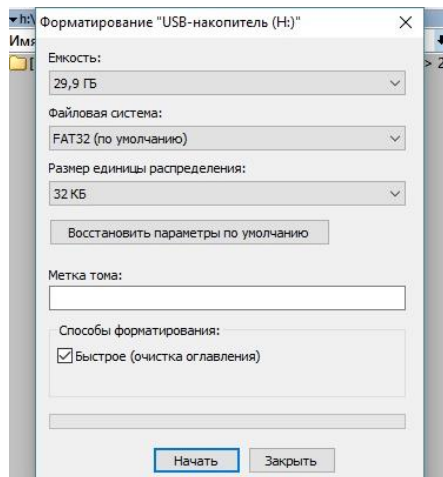 h:\
Форматирование "USB-накопитель (H:)"
Имя
Емкость:
29,9 ГБ
Файловая система:
FAT32 (по умолчанию)
Размер единицы распределения:
32 КБ
Восстановить параметры по умолчанию
Метка тома:
Способы форматирования:
Быстрое (очистка оглавления)
Начать
Закрыть